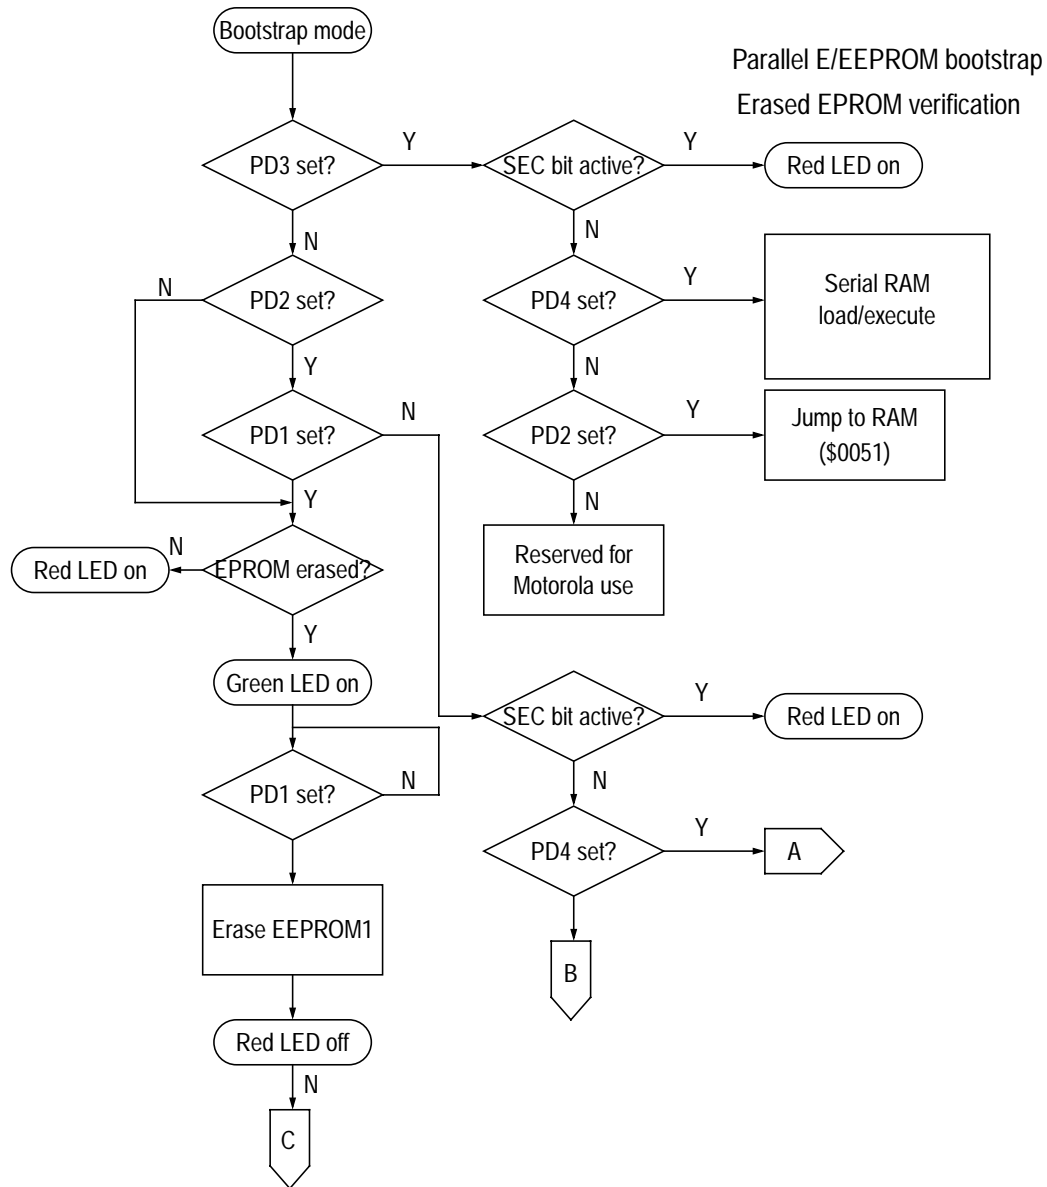 Bootstrap mode
Parallel E/EEPROM bootstrap
Erased EPROM verification
Y
Y
PD3 set?
SEC bit active?
Red LED on
N
N
N
Y
PD2 set?
PD4 set?
Serial RAM
load/execute
Y
N
N
Y
PD1 set?
PD2 set?
Jump to RAM
($0051)
Y
N
N
Red LED on
EPROM erased?
Reserved for
Motorola use
Y
Green LED on
Y
SEC bit active?
Red LED on
N
N
PD1 set?
Y
PD4 set?
A
Erase EEPROM1
B
Red LED off
N
C